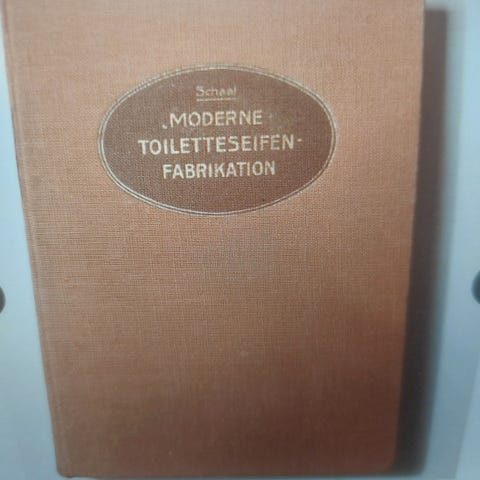 Schaal
MODERNE
TOILETTESEIFEN-
FABRIKATION